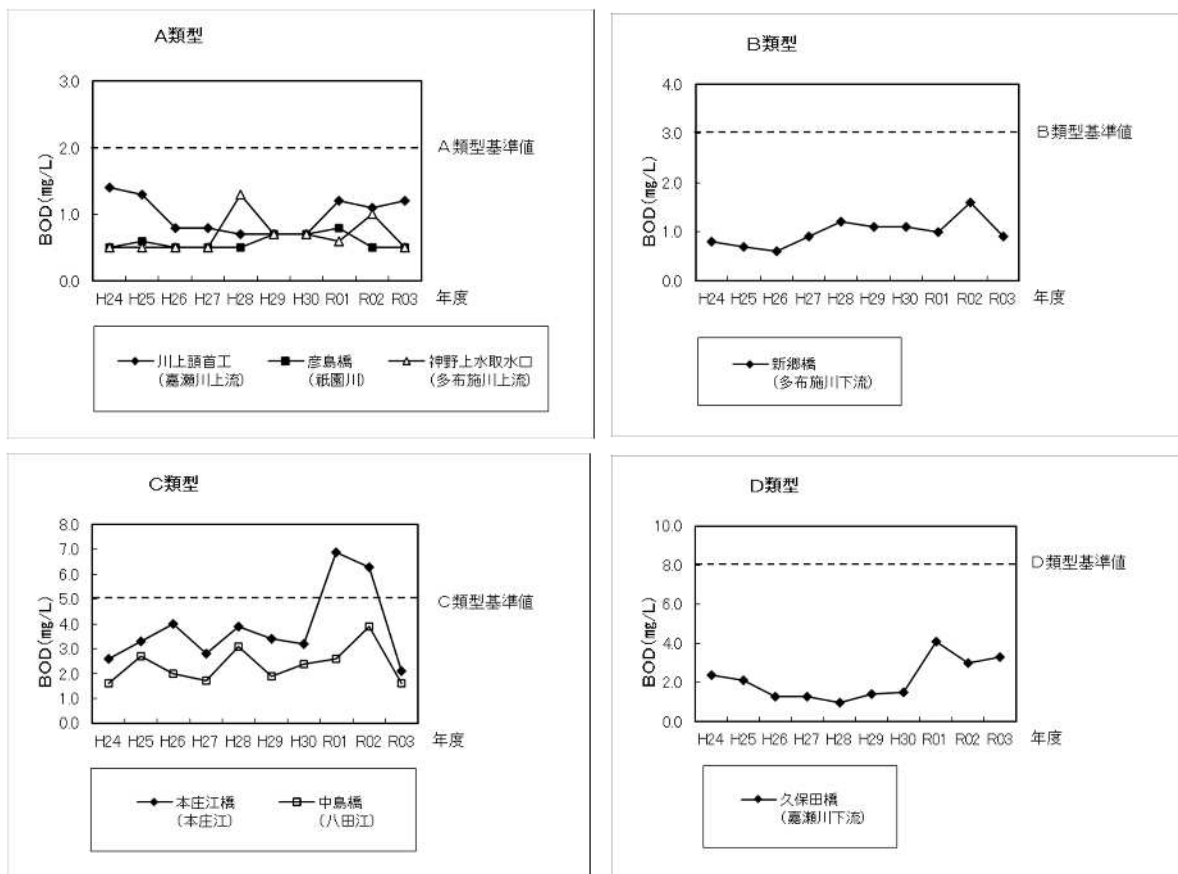 A類型
3.0
2.0
1.0
0.0
BOD(mg/L)
A類型基準値
H24 H25 H26 H27 H28 H29 H30 R01 R02 R03 年度
川上頭首工 彦島橋 神野上水取水口
(嘉瀬川上流) (祇園川) (多布施川上流)
B類型
4.0
3.0
2.0
1.0
0.0
BOD(mg/L)
B類型基準値
H24 H25 H26 H27 H28 H29 H30 R01 R02 R03 年度
新郷橋
(多布施川下流)
C類型
8.0
7.0
6.0
5.0
4.0
3.0
2.0
1.0
0.0
BOD(mg/L)
C類型基準値
H24 H25 H26 H27 H28 H29 H30 R01 R02 R03 年度
本庄江橋 中島橋
(本庄江) (八田江)
D類型
10.0
8.0
6.0
4.0
2.0
0.0
BOD(mg/L)
D類型基準値
H24 H25 H26 H27 H28 H29 H30 R01 R02 R03 年度
久保田橋
(嘉瀬川下流)